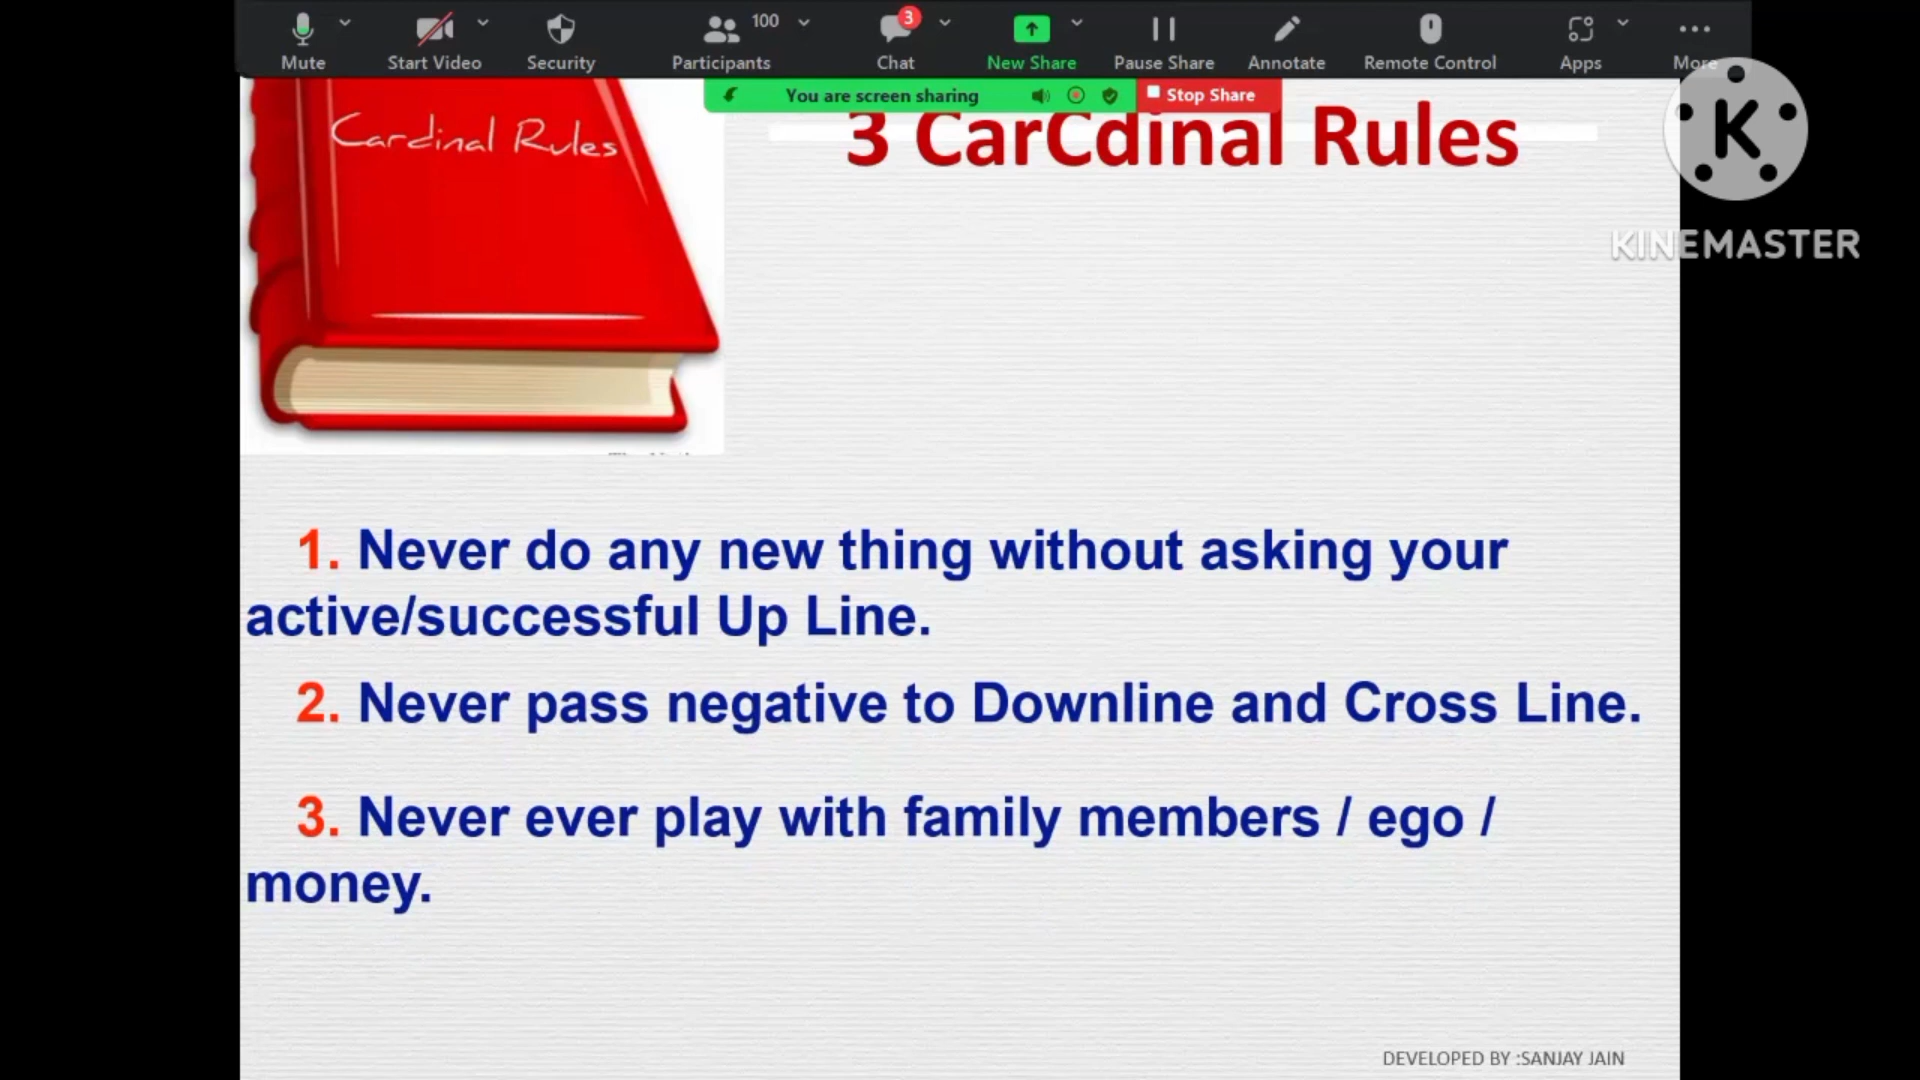 100
3
Mute
Start Video
Security
Participants
Chat
New Share
Pause Share
Annotate
Remote Control
Apps
More
You are screen sharing
Stop Share
K
KINEMASTER
Cardinal Rules
3 CarCdinal Rules
1. Never do any new thing without asking your
active/successful Up Line.
2. Never pass negative to Downline and Cross Line.
3. Never ever play with family members / ego /
money.
DEVELOPED BY :SANJAY JAIN